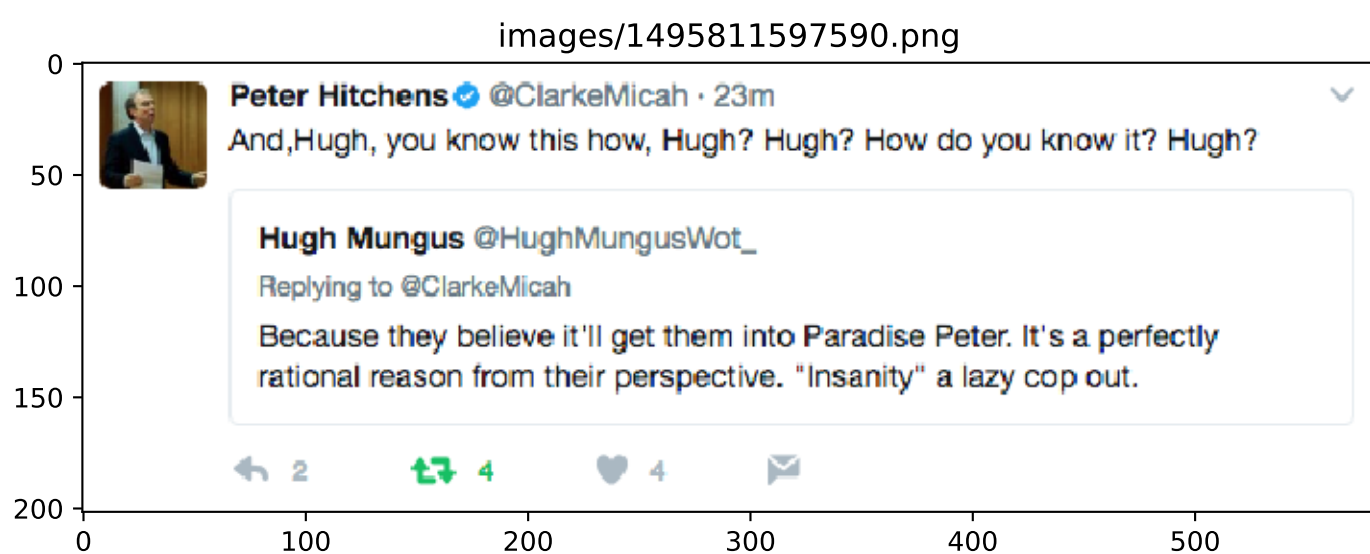 images/1495811597590.png
Peter Hitchens @ClarkeMicah · 23m
And,Hugh, you know this how, Hugh? Hugh? How do you know it? Hugh?
Hugh Mungus @HughMungusWot_
Replying to @ClarkeMicah
Because they believe it'll get them into Paradise Peter. It's a perfectly
rational reason from their perspective. "Insanity" a lazy cop out.
2 4 4
0
50
100
150
200
0 100 200 300 400 500